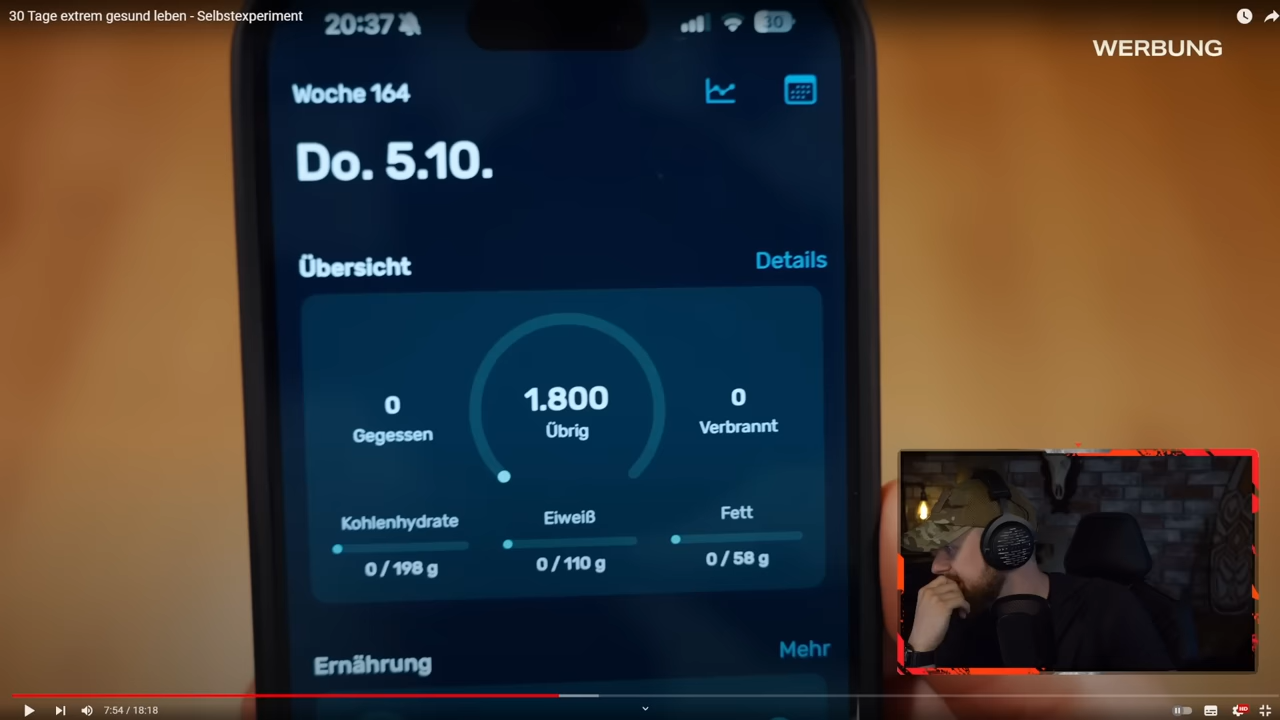 30 Tage extrem gesund leben - Selbstexperiment
WERBUNG
20:37
30
Woche 164
Do. 5.10.
Übersicht
Details
0
Gegessen
1.800
Übrig
0
Verbrannt
Kohlenhydrate
0 / 198 g
Eiweiß
0 / 110 g
Fett
0 / 58 g
Ernährung
Mehr
7:54 / 18:18
HD